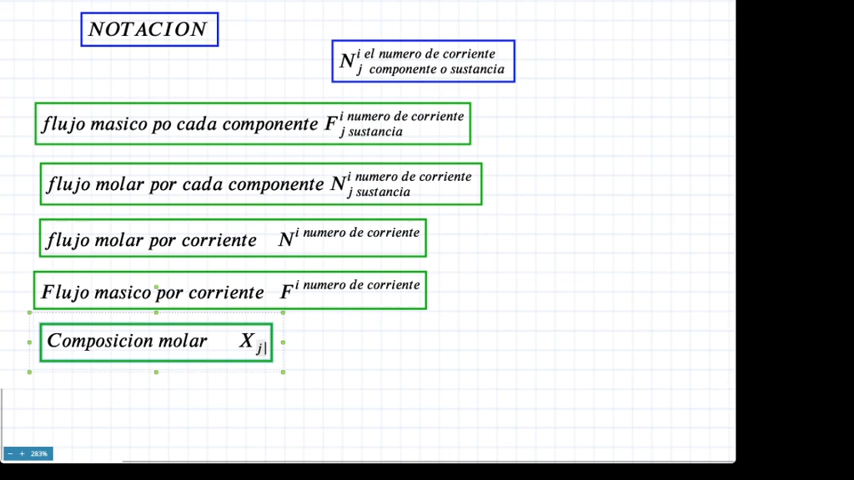 NOTACION
N i el numero de corriente
j componente o sustancia
flujo masico po cada componente F i numero de corriente
j sustancia
flujo molar por cada componente N i numero de corriente
j sustancia
flujo molar por corriente N i numero de corriente
Flujo masico por corriente F i numero de corriente
Composicion molar X j
− + 283%